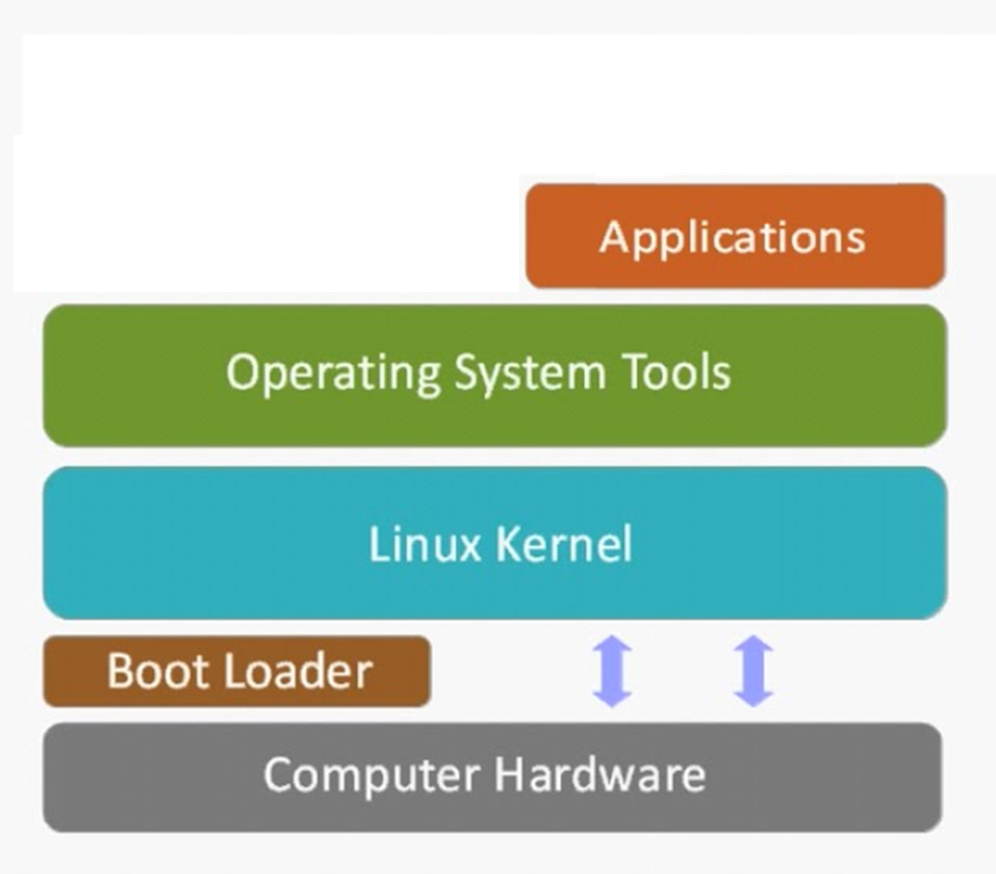 Applications
Operating System Tools
Linux Kernel
Boot Loader
Computer Hardware